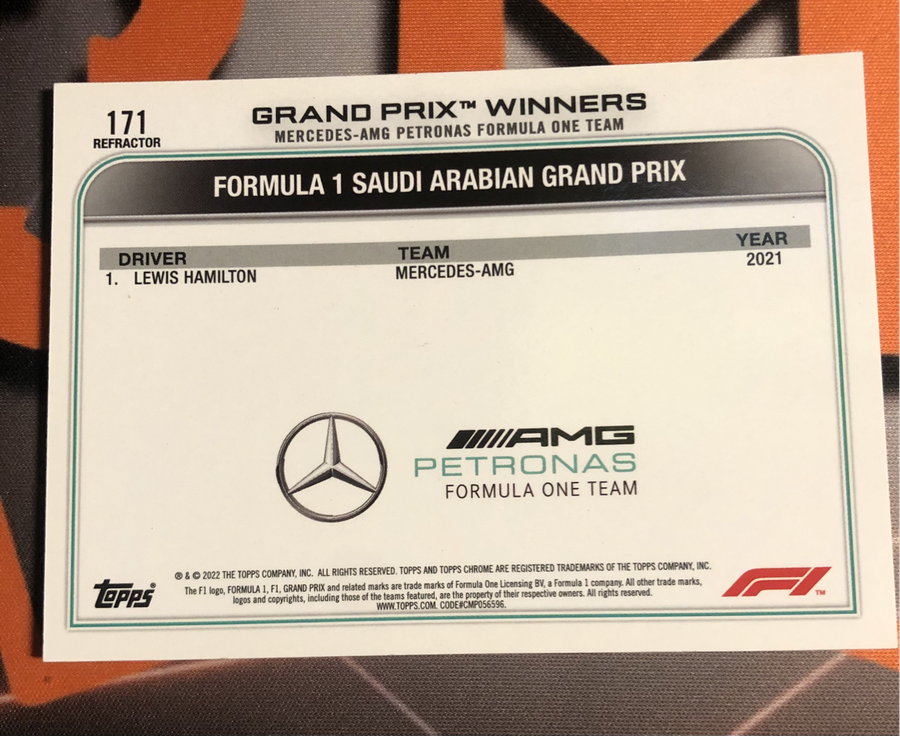 171
REFRACTOR
GRAND PRIX™ WINNERS
MERCEDES-AMG PETRONAS FORMULA ONE TEAM
FORMULA 1 SAUDI ARABIAN GRAND PRIX
DRIVER TEAM YEAR
1. LEWIS HAMILTON MERCEDES-AMG 2021
AMG
PETRONAS
FORMULA ONE TEAM
® & © 2022 THE TOPPS COMPANY, INC. ALL RIGHTS RESERVED. TOPPS AND TOPPS CHROME ARE REGISTERED TRADEMARKS OF THE TOPPS COMPANY, INC.
The F1 logo, FORMULA 1, F1, GRAND PRIX and related marks are trade marks of Formula One Licensing BV, a Formula 1 company. All other trade marks,
logos and copyrights, including those of the teams featured, are the property of their respective owners. All rights reserved.
WWW.TOPPS.COM. CODE#CMP056596.
Topps®
F1™